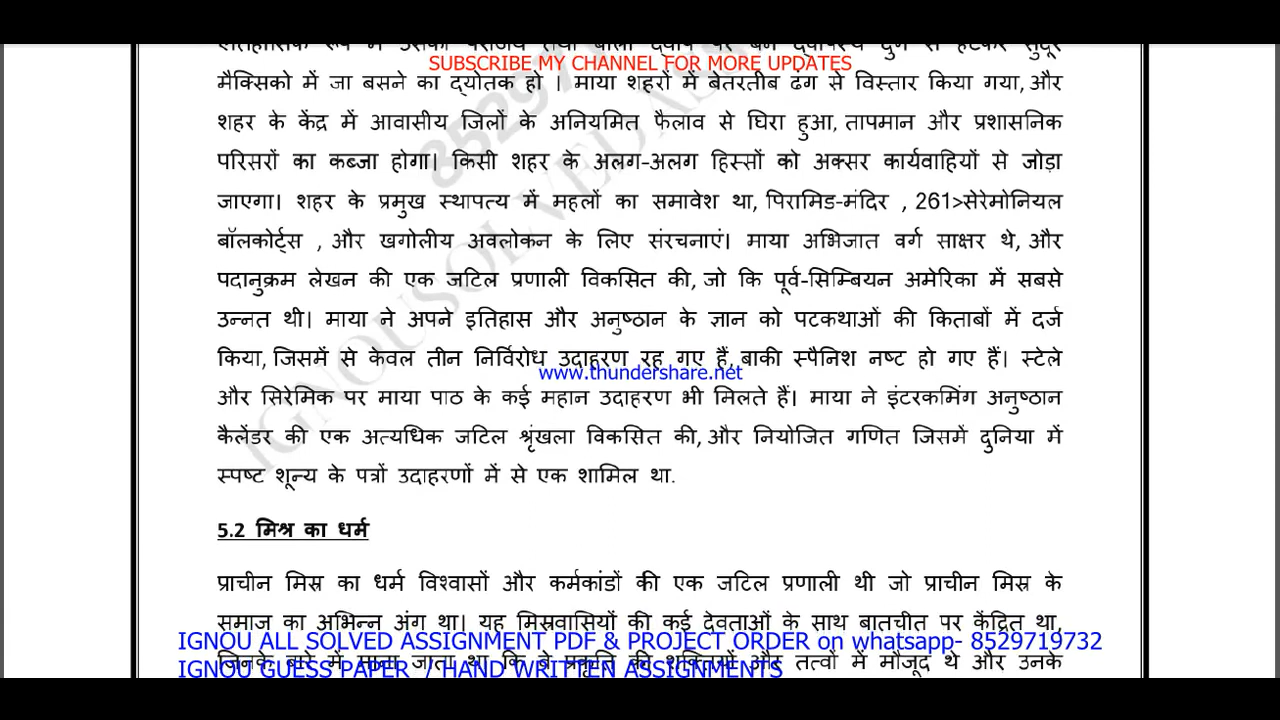 SUBSCRIBE MY CHANNEL FOR MORE UPDATES
मैक्सिको में जा बसने का द्योतक हो । माया शहरों में बेतरतीब ढंग से विस्तार किया गया, और
शहर के केंद्र में आवासीय जिलों के अनियमित फैलाव से घिरा हुआ, तापमान और प्रशासनिक
परिसरों का कब्जा होगा। किसी शहर के अलग-अलग हिस्सों को अक्सर कार्यवाहियों से जोड़ा
जाएगा। शहर के प्रमुख स्थापत्य में महलों का समावेश था, पिरामिड-मंदिर , 261>सेरेमोनियल
बॉलकोर्ट्स , और खगोलीय अवलोकन के लिए संरचनाएं। माया अभिजात वर्ग साक्षर थे, और
पदानुक्रम लेखन की एक जटिल प्रणाली विकसित की, जो कि पूर्व-सिम्बियन अमेरिका में सबसे
उन्नत थी। माया ने अपने इतिहास और अनुष्ठान के ज्ञान को पटकथाओं की किताबों में दर्ज
किया, जिसमें से केवल तीन निर्विरोध उदाहरण रह गए हैं, बाकी स्पैनिश नष्ट हो गए हैं। स्टेले
www.thundershare.net
और सिरेमिक पर माया पाठ के कई महान उदाहरण भी मिलते हैं। माया ने इंटरकमिंग अनुष्ठान
कैलेंडर की एक अत्यधिक जटिल श्रृंखला विकसित की, और नियोजित गणित जिसमें दुनिया में
स्पष्ट शून्य के पत्रों उदाहरणों में से एक शामिल था.
5.2 मिश्र का धर्म
प्राचीन मिस्र का धर्म विश्वासों और कर्मकांडों की एक जटिल प्रणाली थी जो प्राचीन मिस्र के
समाज का अभिन्न अंग था। यह मिस्रवासियों की कई देवताओं के साथ बातचीत पर केंद्रित था,
IGNOU ALL SOLVED ASSIGNMENT PDF & PROJECT ORDER on whatsapp- 8529719732
जिनके बारे में माना जाता था कि वे प्रकृति की शक्तियों और तत्वों में मौजूद थे और उनके
IGNOU GUESS PAPER / HAND WRITTEN ASSIGNMENTS